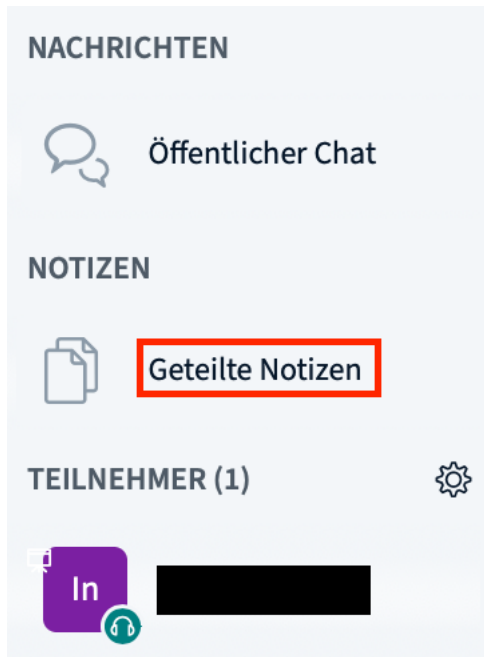 NACHRICHTEN
Öffentlicher Chat
NOTIZEN
Geteilte Notizen
TEILNEHMER (1)
In